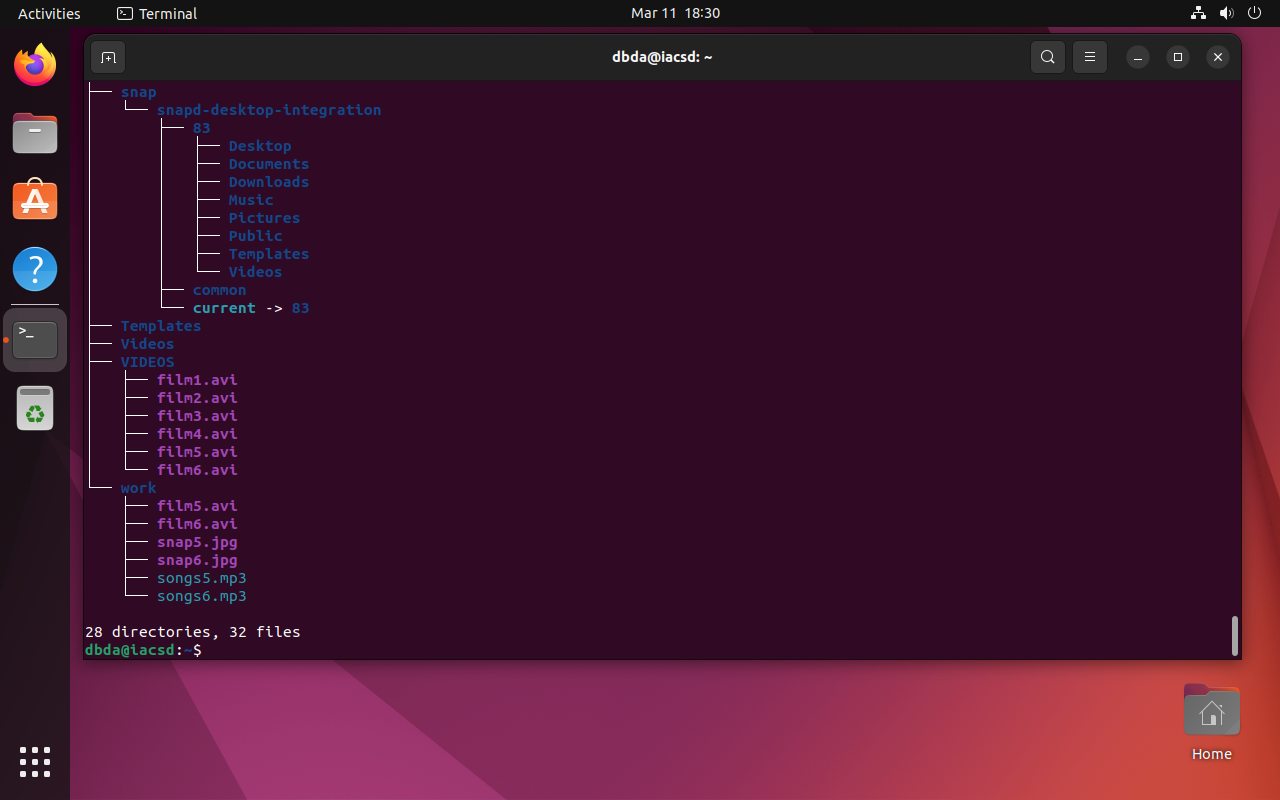 Activities Terminal Mar 11 18:30
dbda@iacsd: ~
snap
snapd-desktop-integration
83
Desktop
Documents
Downloads
Music
Pictures
Public
Templates
Videos
common
current -> 83
Templates
Videos
VIDEOS
film1.avi
film2.avi
film3.avi
film4.avi
film5.avi
film6.avi
work
film5.avi
film6.avi
snap5.jpg
snap6.jpg
songs5.mp3
songs6.mp3
28 directories, 32 files
dbda@iacsd:~$
Home